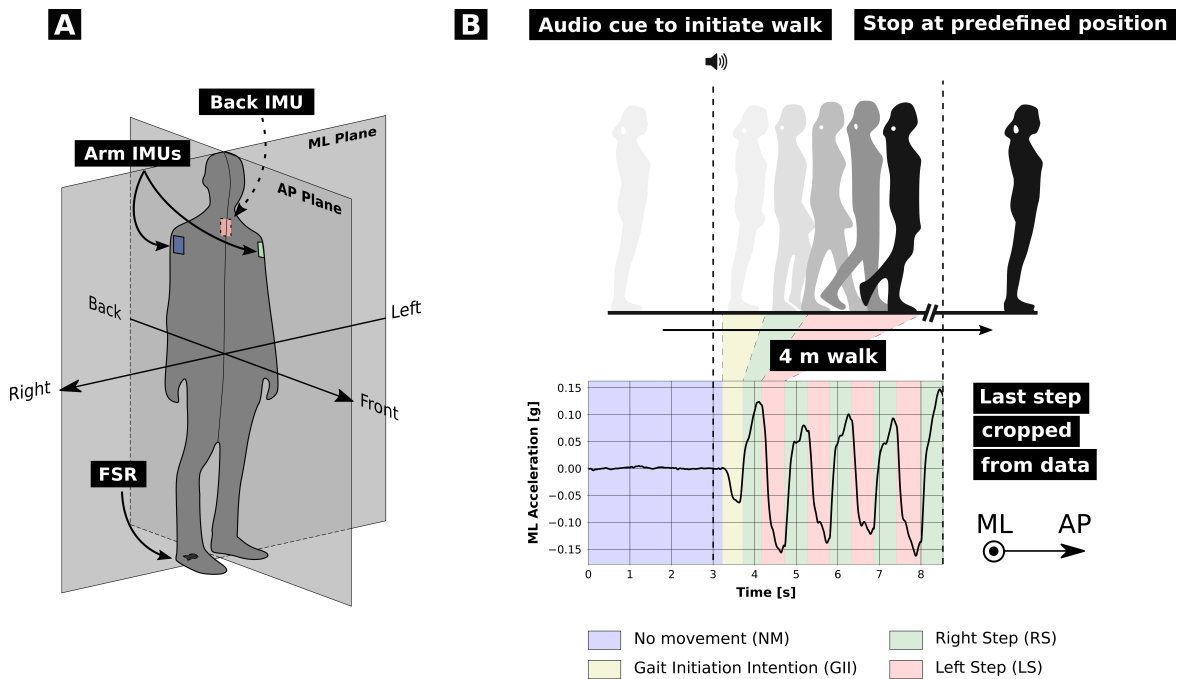 A
B
Audio cue to initiate walk
Stop at predefined position
Back IMU
ML Plane
Arm IMUs
AP Plane
Back
Left
Right
Front
FSR
4 m walk
ML Acceleration [g]
0.15
0.10
0.05
0.00
−0.05
−0.10
−0.15
0 1 2 3 4 5 6 7 8
Time [s]
Last step
cropped
from data
ML AP
No movement (NM)
Right Step (RS)
Gait Initiation Intention (GII)
Left Step (LS)